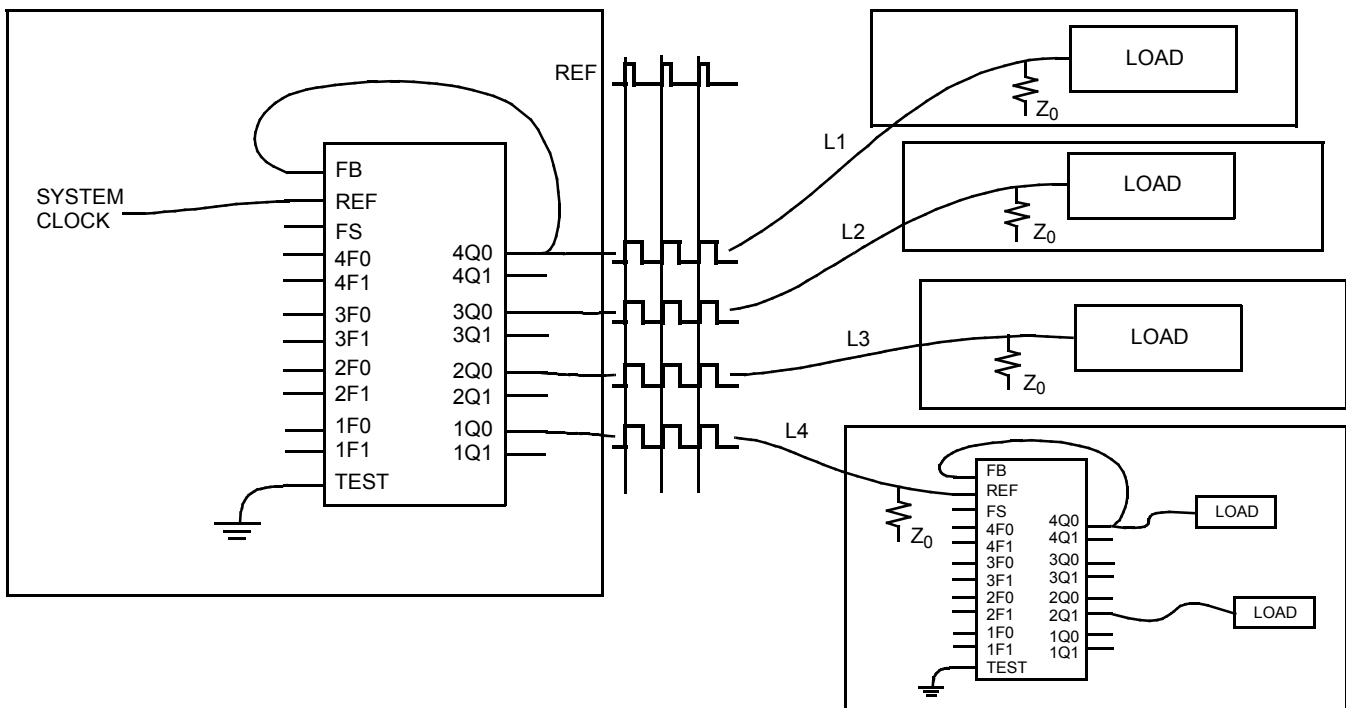 REF
SYSTEM
CLOCK
FB
REF
FS
4F0
4F1
3F0
3F1
2F0
2F1
1F0
1F1
TEST
4Q0
4Q1
3Q0
3Q1
2Q0
2Q1
1Q0
1Q1
L1
L2
L3
L4
LOAD
Z0
LOAD
Z0
LOAD
Z0
Z0
FB
REF
FS
4F0
4F1
3F0
3F1
2F0
2F1
1F0
1F1
TEST
4Q0
4Q1
3Q0
3Q1
2Q0
2Q1
1Q0
1Q1
LOAD
LOAD